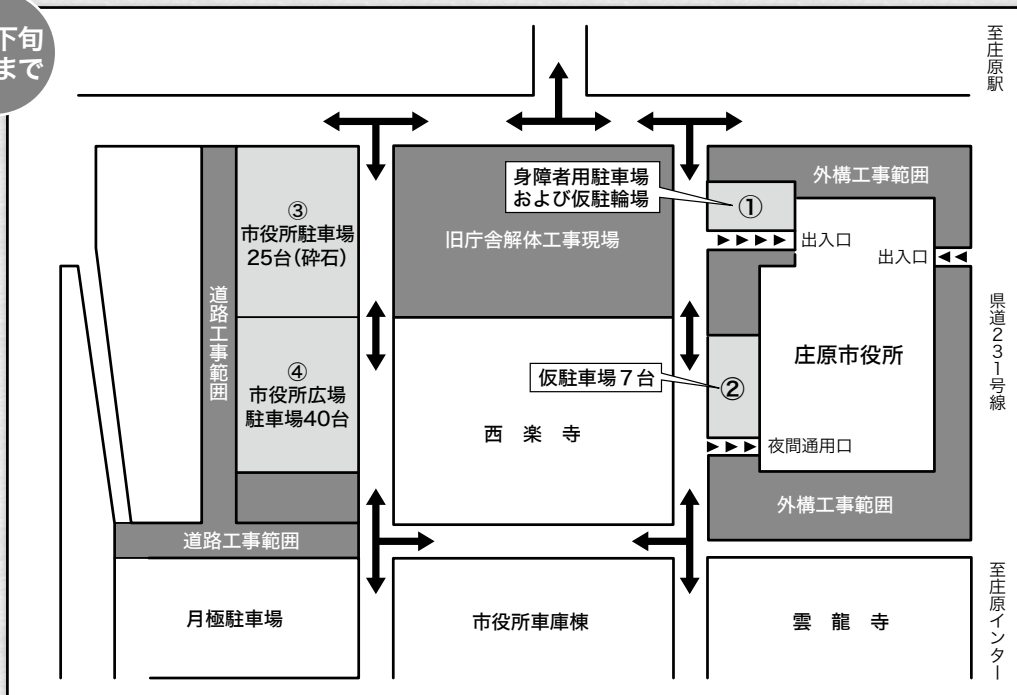 下旬
まで
至庄原駅
身障者用駐車場
および仮駐輪場
外構工事範囲
①
③
市役所駐車場
25台(砕石)
旧庁舎解体工事現場
出入口
出入口
道路工事範囲
県道231号線
④
市役所広場
駐車場40台
仮駐車場7台
②
庄原市役所
西楽寺
夜間通用口
外構工事範囲
道路工事範囲
月極駐車場
市役所車庫棟
雲龍寺
至庄原インター